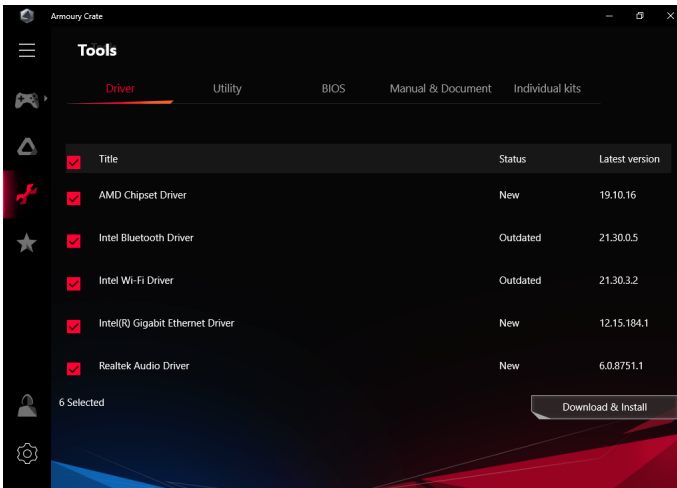 Armoury Crate
Tools
Driver Utility BIOS Manual & Document Individual kits
Title Status Latest version
AMD Chipset Driver New 19.10.16
Intel Bluetooth Driver Outdated 21.30.0.5
Intel Wi-Fi Driver Outdated 21.30.3.2
Intel(R) Gigabit Ethernet Driver New 12.15.184.1
Realtek Audio Driver New 6.0.8751.1
6 Selected Download & Install